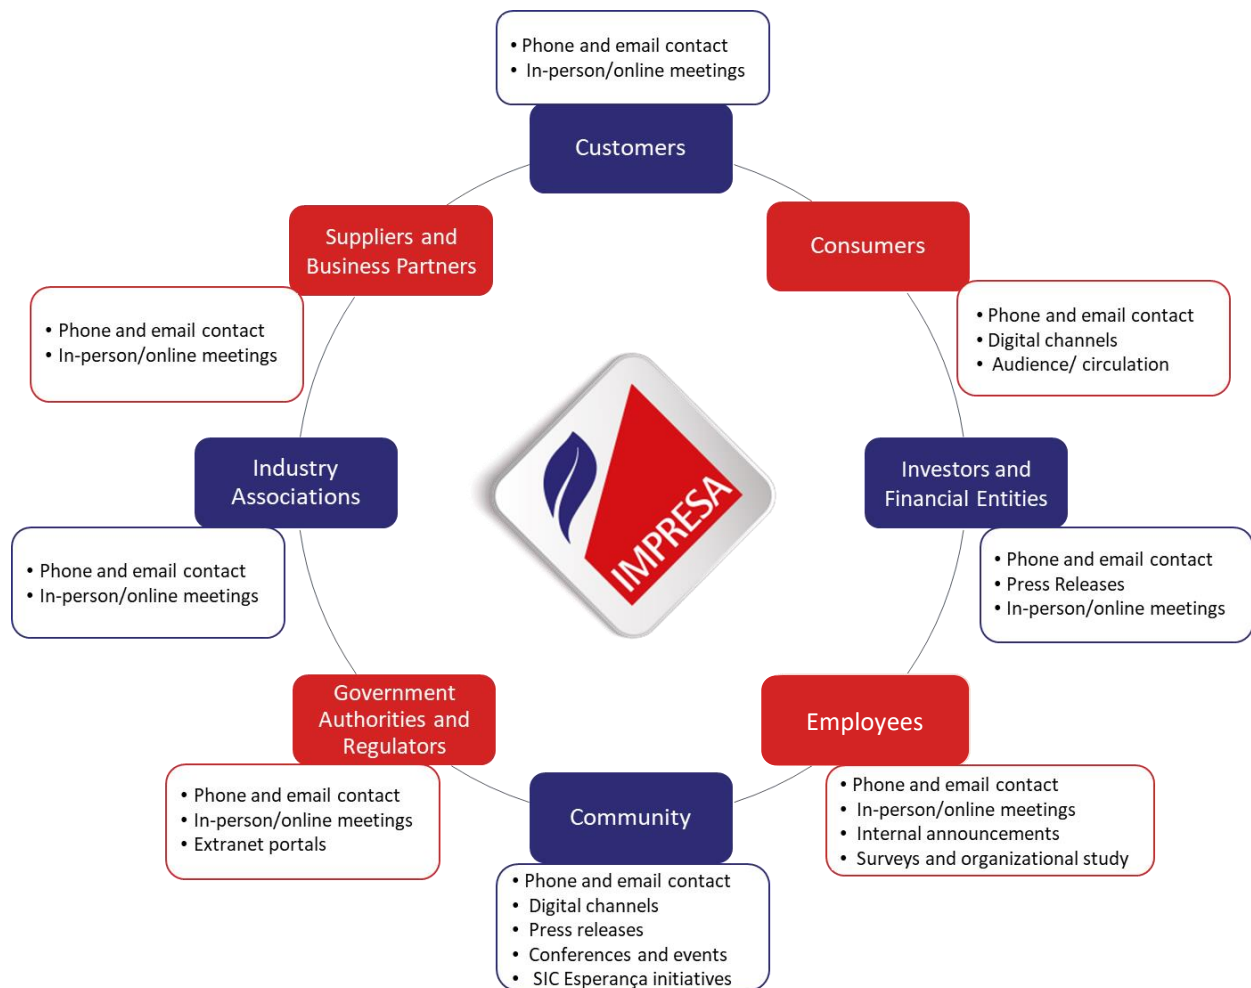 • Phone and email contact
• In-person/online meetings
Customers
Consumers
• Phone and email contact
• Digital channels
• Audience/ circulation
Investors and
Financial Entities
• Phone and email contact
• Press Releases
• In-person/online meetings
Employees
• Phone and email contact
• In-person/online meetings
• Internal announcements
• Surveys and organizational study
Community
• Phone and email contact
• Digital channels
• Press releases
• Conferences and events
• SIC Esperança initiatives
Government
Authorities and
Regulators
• Phone and email contact
• In-person/online meetings
• Extranet portals
Industry
Associations
• Phone and email contact
• In-person/online meetings
Suppliers and
Business Partners
• Phone and email contact
• In-person/online meetings
IMPRESA